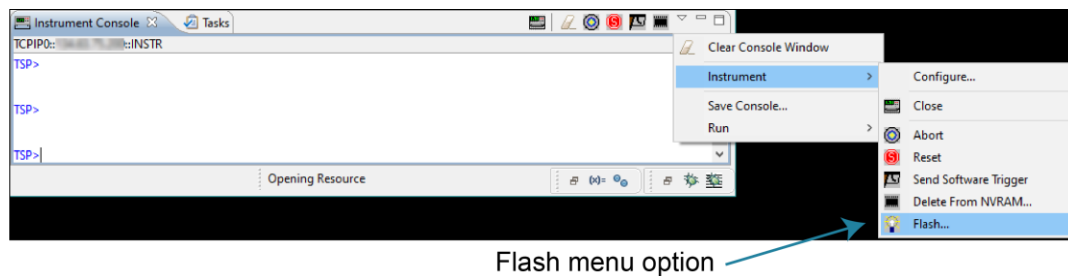 Instrument Console Tasks
TCPIP0:: ::INSTR
TSP>
TSP>
TSP>
Opening Resource
(x)=
Clear Console Window
Instrument
Save Console...
Run
Configure...
Close
Abort
Reset
Send Software Trigger
Delete From NVRAM...
Flash...
Flash menu option